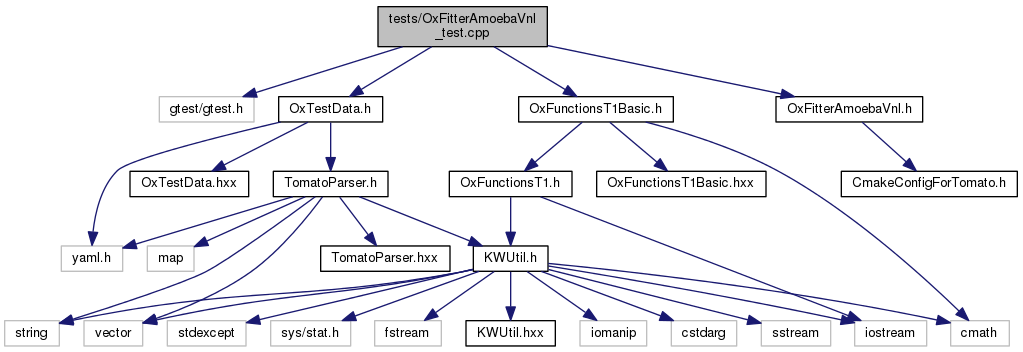 tests/OxFitterAmoebaVnl
_test.cpp
gtest/gtest.h
OxTestData.h
OxFunctionsT1Basic.h
OxFitterAmoebaVnl.h
OxTestData.hxx
TomatoParser.h
OxFunctionsT1.h
OxFunctionsT1Basic.hxx
CmakeConfigForTomato.h
yaml.h
map
TomatoParser.hxx
KWUtil.h
string
vector
stdexcept
sys/stat.h
fstream
KWUtil.hxx
iomanip
cstdarg
sstream
iostream
cmath